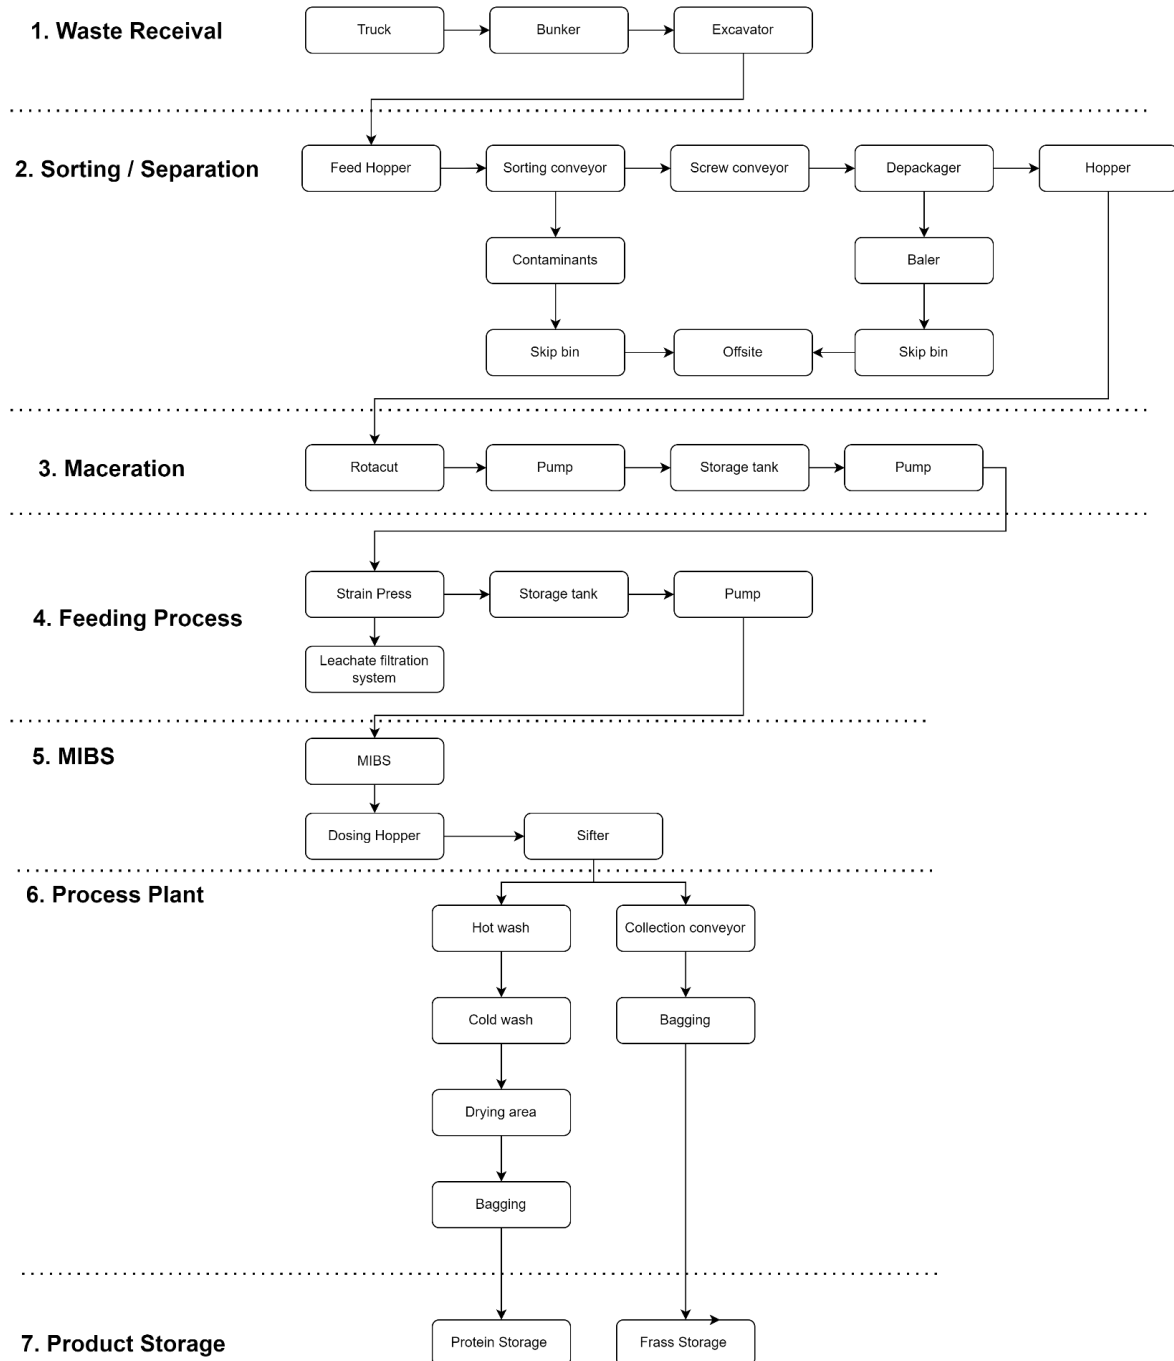 1. Waste Receival
Truck
Bunker
Excavator
2. Sorting / Separation
Feed Hopper
Sorting conveyor
Screw conveyor
Depackager
Hopper
Contaminants
Baler
Skip bin
Offsite
Skip bin
3. Maceration
Rotacut
Pump
Storage tank
Pump
4. Feeding Process
Strain Press
Storage tank
Pump
Leachate filtration
system
5. MIBS
MIBS
Dosing Hopper
Sifter
6. Process Plant
Hot wash
Collection conveyor
Cold wash
Bagging
Drying area
Bagging
7. Product Storage
Protein Storage
Frass Storage